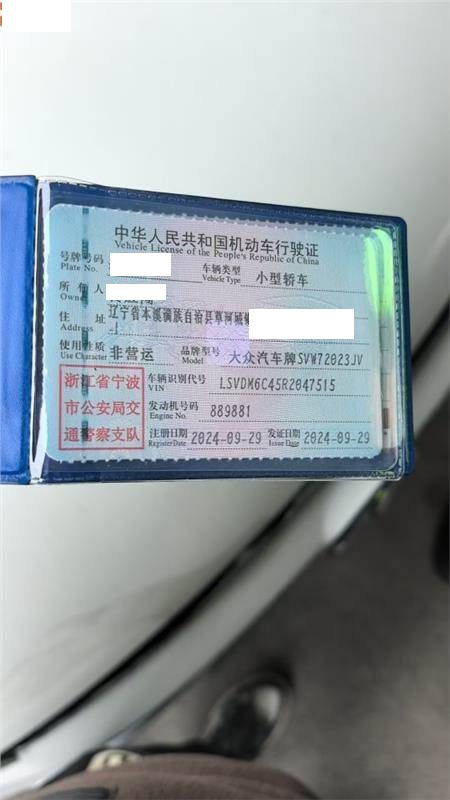 中华人民共和国机动车行驶证
Vehicle License of the People's Republic of China
号牌号码
Plate No.
车辆类型 小型轿车
Vehicle Type
所有人
Owner
住址 辽宁省本溪满族自治县草河
Address
使用性质 非营运
Use Character
品牌型号 大众汽车牌SVW72023JV
Model
浙江省宁波
市公安局交
通警察支队
车辆识别代号 LSVDM6C45R2047515
VIN
发动机号码 889881
Engine No.
注册日期 2024-09-29
Register Date
发证日期 2024-09-29
Issue Date